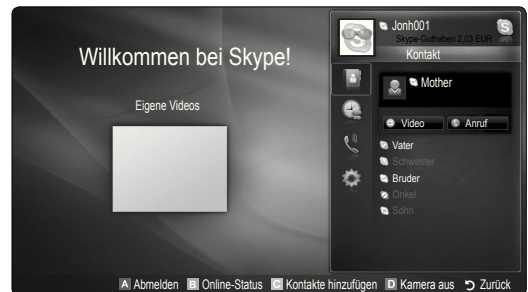 Willkommen bei Skype!
Eigene Videos
Jonh001
Skype-Guthaben 2,03 EUR
Kontakt
Mother
Video Anruf
Vater
Schwester
Bruder
Onkel
Sohn
A Abmelden B Online-Status C Kontakte hinzufügen D Kamera aus Zurück